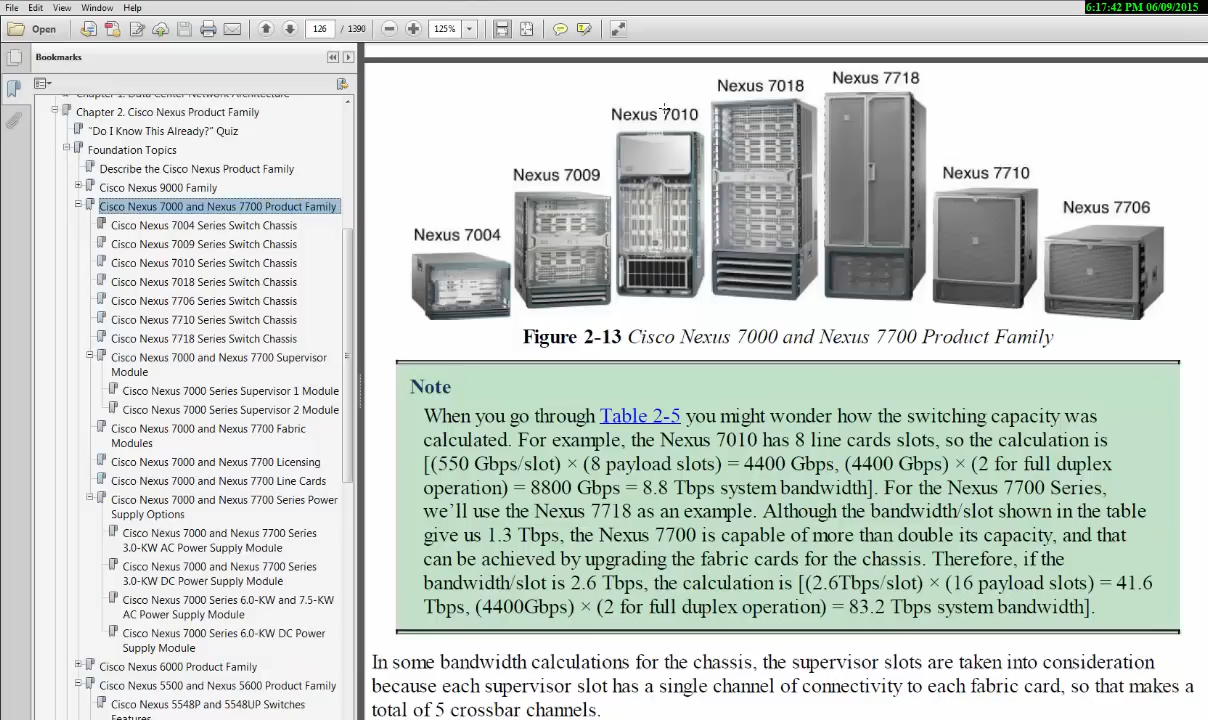 File Edit View Window Help
6:17:42 PM 06/09/2015
Open
126 / 1390
125%
Bookmarks
Chapter 1. Data Center Network Architecture
Chapter 2. Cisco Nexus Product Family
“Do I Know This Already?” Quiz
Foundation Topics
Describe the Cisco Nexus Product Family
Cisco Nexus 9000 Family
Cisco Nexus 7000 and Nexus 7700 Product Family
Cisco Nexus 7004 Series Switch Chassis
Cisco Nexus 7009 Series Switch Chassis
Cisco Nexus 7010 Series Switch Chassis
Cisco Nexus 7018 Series Switch Chassis
Cisco Nexus 7706 Series Switch Chassis
Cisco Nexus 7710 Series Switch Chassis
Cisco Nexus 7718 Series Switch Chassis
Cisco Nexus 7000 and Nexus 7700 Supervisor
Module
Cisco Nexus 7000 Series Supervisor 1 Module
Cisco Nexus 7000 Series Supervisor 2 Module
Cisco Nexus 7000 and Nexus 7700 Fabric
Modules
Cisco Nexus 7000 and Nexus 7700 Licensing
Cisco Nexus 7000 and Nexus 7700 Line Cards
Cisco Nexus 7000 and Nexus 7700 Series Power
Supply Options
Cisco Nexus 7000 and Nexus 7700 Series
3.0-KW AC Power Supply Module
Cisco Nexus 7000 and Nexus 7700 Series
3.0-KW DC Power Supply Module
Cisco Nexus 7000 Series 6.0-KW and 7.5-KW
AC Power Supply Module
Cisco Nexus 7000 Series 6.0-KW DC Power
Supply Module
Cisco Nexus 6000 Product Family
Cisco Nexus 5500 and Nexus 5600 Product Family
Cisco Nexus 5548P and 5548UP Switches
Features
Nexus 7004
Nexus 7009
Nexus 7010
Nexus 7018
Nexus 7718
Nexus 7710
Nexus 7706
Figure 2-13 Cisco Nexus 7000 and Nexus 7700 Product Family
Note
When you go through Table 2-5 you might wonder how the switching capacity was
calculated. For example, the Nexus 7010 has 8 line cards slots, so the calculation is
[(550 Gbps/slot) × (8 payload slots) = 4400 Gbps, (4400 Gbps) × (2 for full duplex
operation) = 8800 Gbps = 8.8 Tbps system bandwidth]. For the Nexus 7700 Series,
we’ll use the Nexus 7718 as an example. Although the bandwidth/slot shown in the table
give us 1.3 Tbps, the Nexus 7700 is capable of more than double its capacity, and that
can be achieved by upgrading the fabric cards for the chassis. Therefore, if the
bandwidth/slot is 2.6 Tbps, the calculation is [(2.6Tbps/slot) × (16 payload slots) = 41.6
Tbps, (4400Gbps) × (2 for full duplex operation) = 83.2 Tbps system bandwidth].
In some bandwidth calculations for the chassis, the supervisor slots are taken into consideration
because each supervisor slot has a single channel of connectivity to each fabric card, so that makes a
total of 5 crossbar channels.